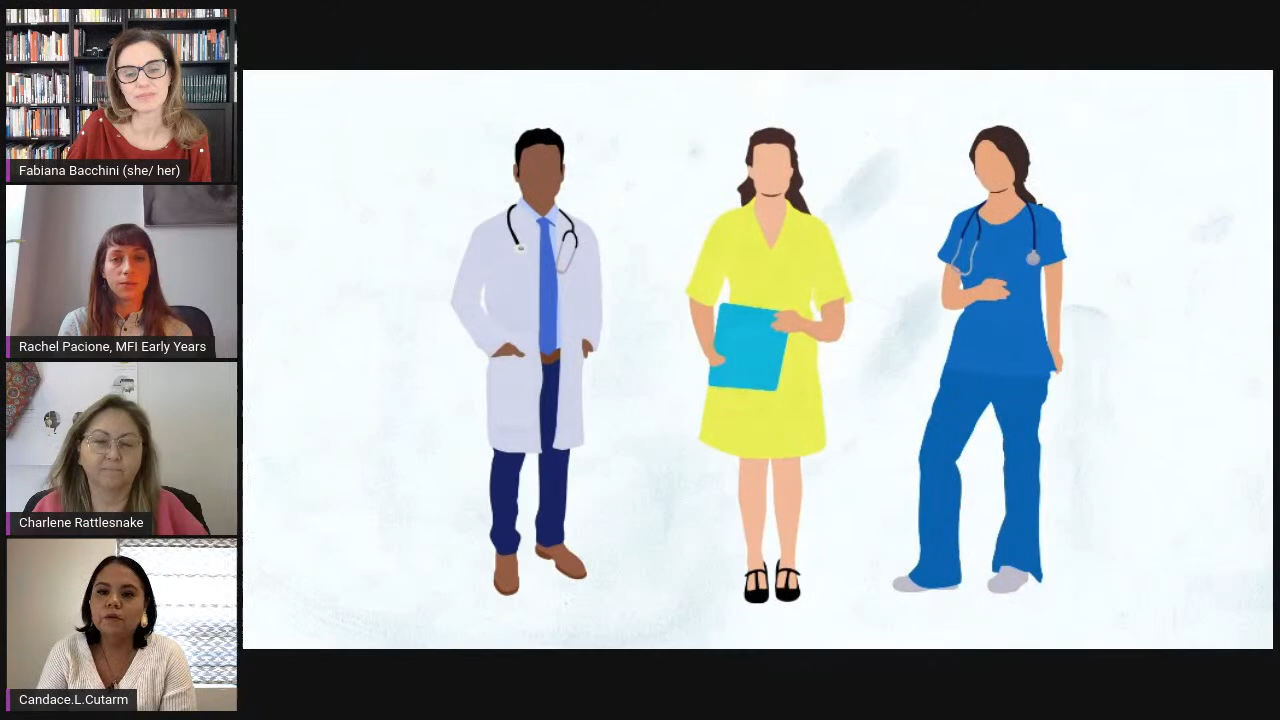 Fabiana Bacchini (she/ her)
Rachel Pacione, MFI Early Years
Charlene Rattlesnake
Candace.L.Cutarm